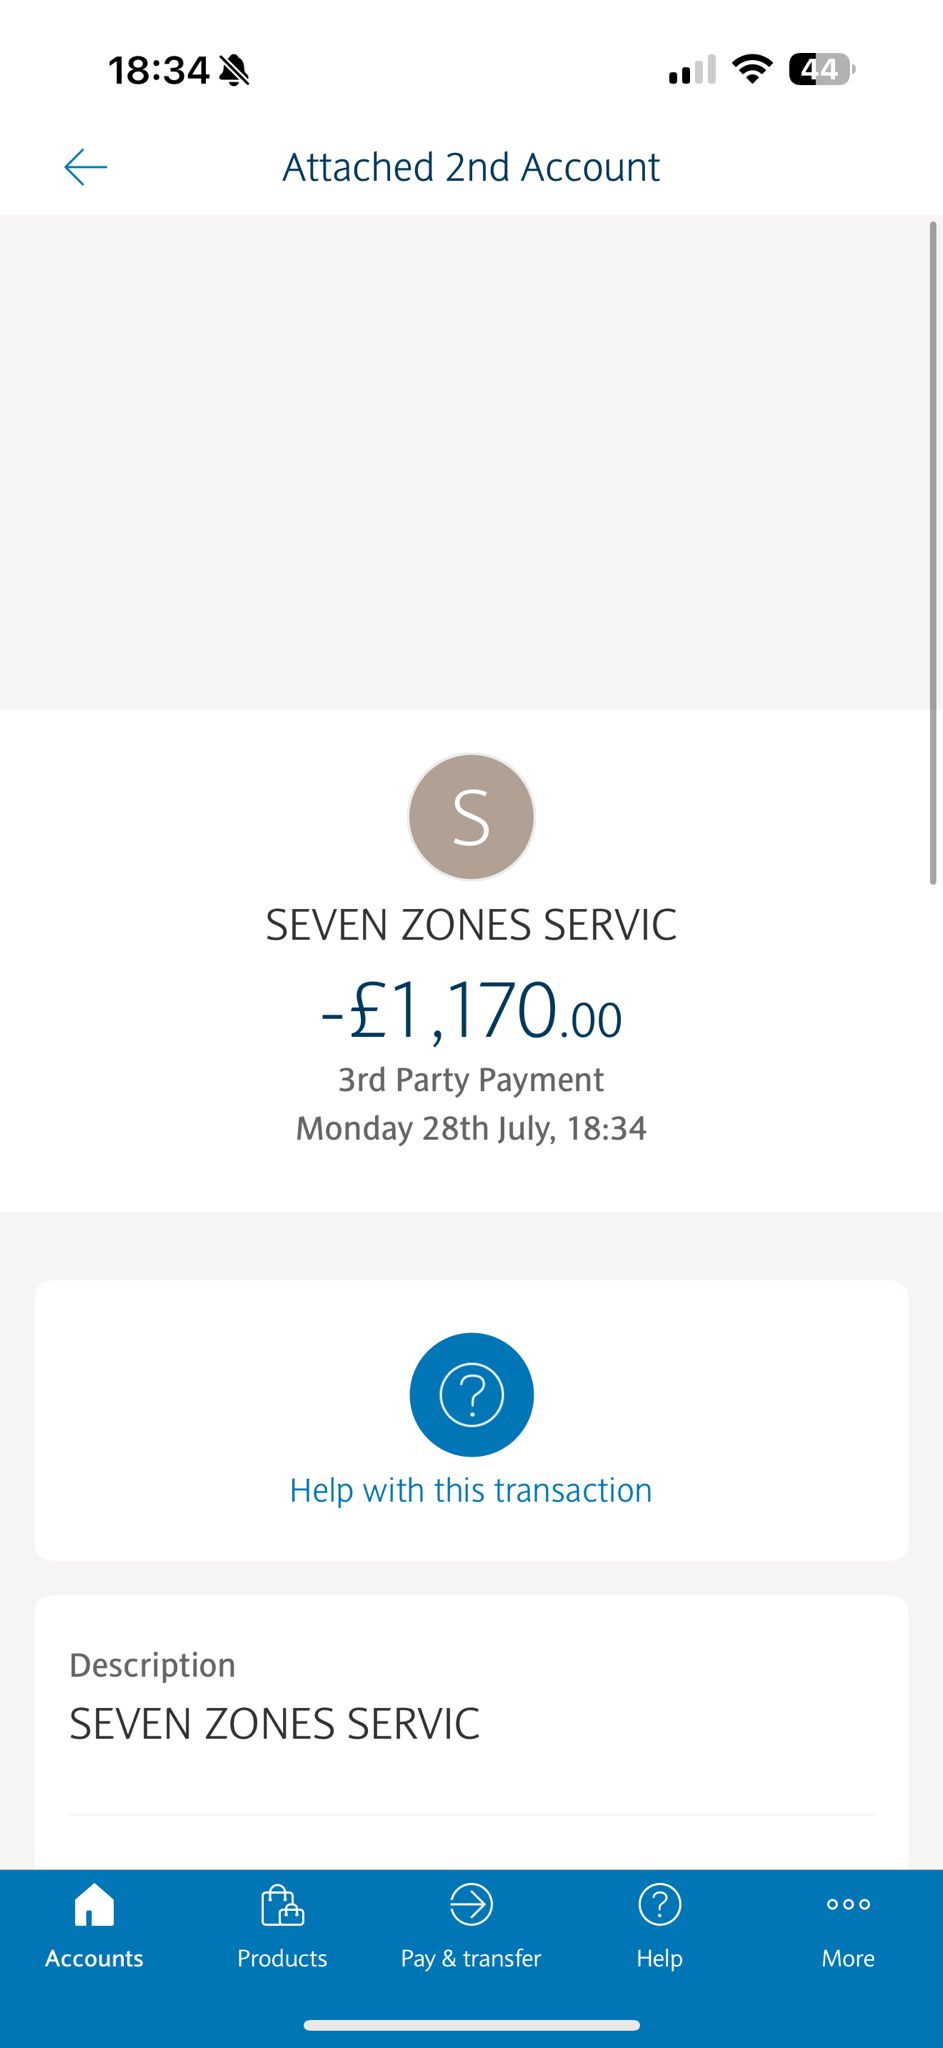 18:34
44
Attached 2nd Account
S
SEVEN ZONES SERVIC
-£1,170.00
3rd Party Payment
Monday 28th July, 18:34
?
Help with this transaction
Description
SEVEN ZONES SERVIC
Accounts
Products
Pay & transfer
?
Help
More